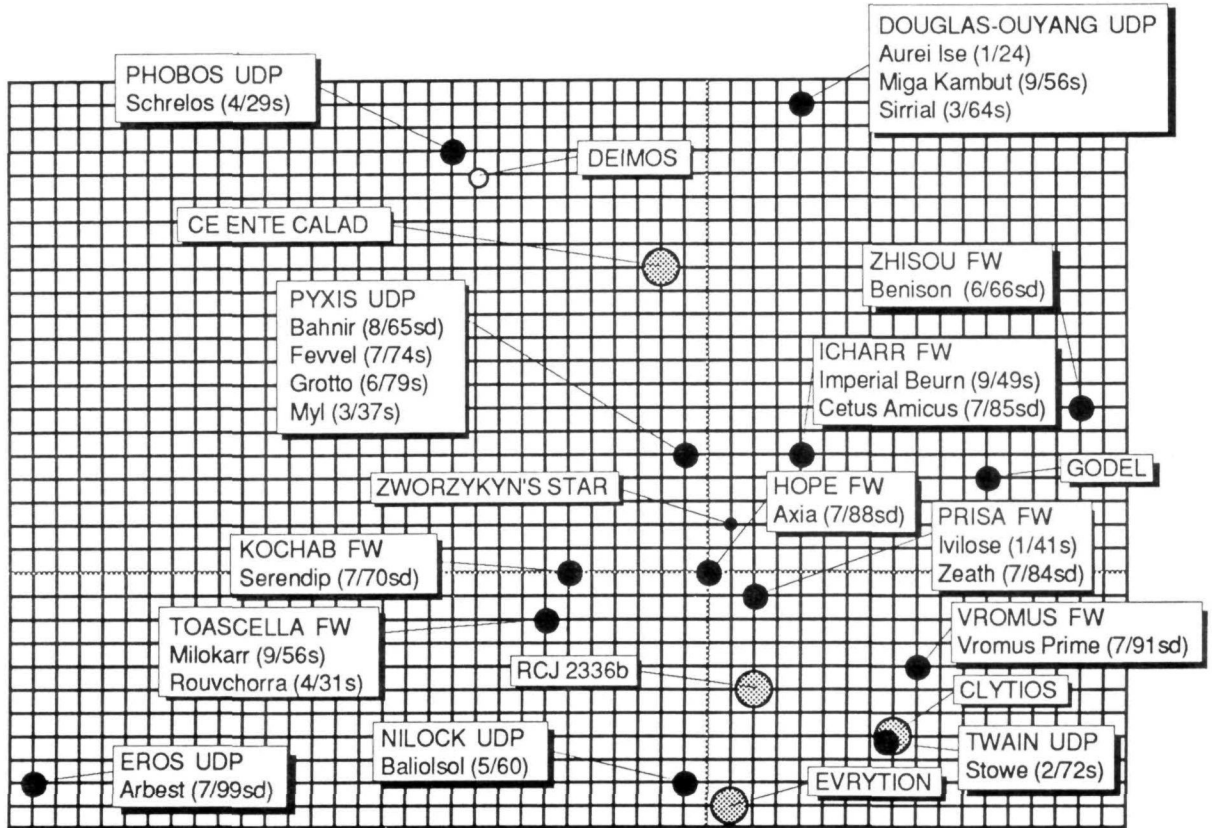 DOUGLAS-OUYANG UDP
Aurei Ise (1/24)
Miga Kambut (9/56s)
Sirrial (3/64s)
PHOBOS UDP
Schrelos (4/29s)
DEIMOS
CE ENTE CALAD
ZHISOU FW
Benison (6/66sd)
PYXIS UDP
Bahnir (8/65sd)
Fevvel (7/74s)
Grotto (6/79s)
Myl (3/37s)
ICHARR FW
Imperial Beurn (9/49s)
Cetus Amicus (7/85sd)
GODEL
ZWORZYKYN'S STAR
HOPE FW
Axia (7/88sd)
PRISA FW
Ivilose (1/41s)
Zeath (7/84sd)
KOCHAB FW
Serendip (7/70sd)
TOASCELLA FW
Milokarr (9/56s)
Rouvchorra (4/31s)
VROMUS FW
Vromus Prime (7/91sd)
RCJ 2336b
CLYTIOS
NILOCK UDP
Baliolsol (5/60)
TWAIN UDP
Stowe (2/72s)
EROS UDP
Arbest (7/99sd)
EVRYTION